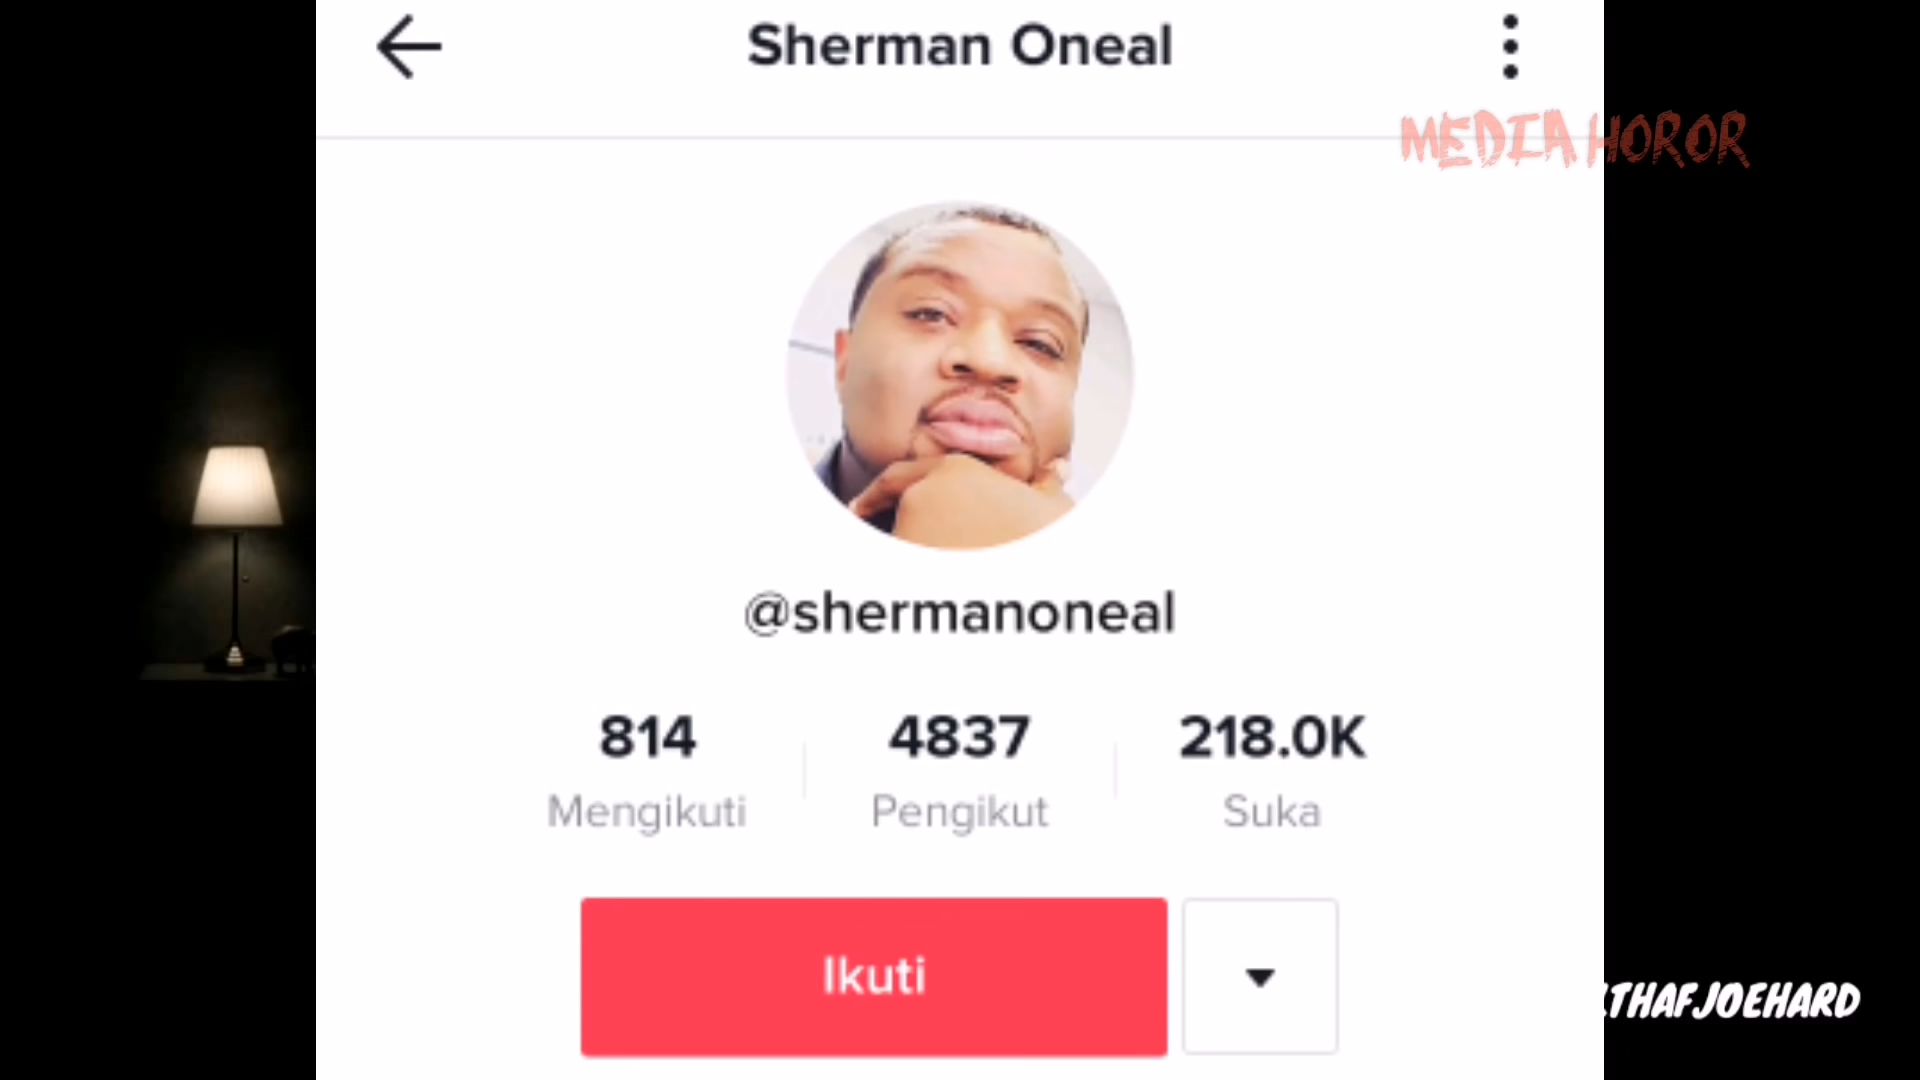 Sherman Oneal
MEDIA HOROR
@shermanoneal
814
4837
218.0K
Mengikuti
Pengikut
Suka
Ikuti
THAFJOEHARD